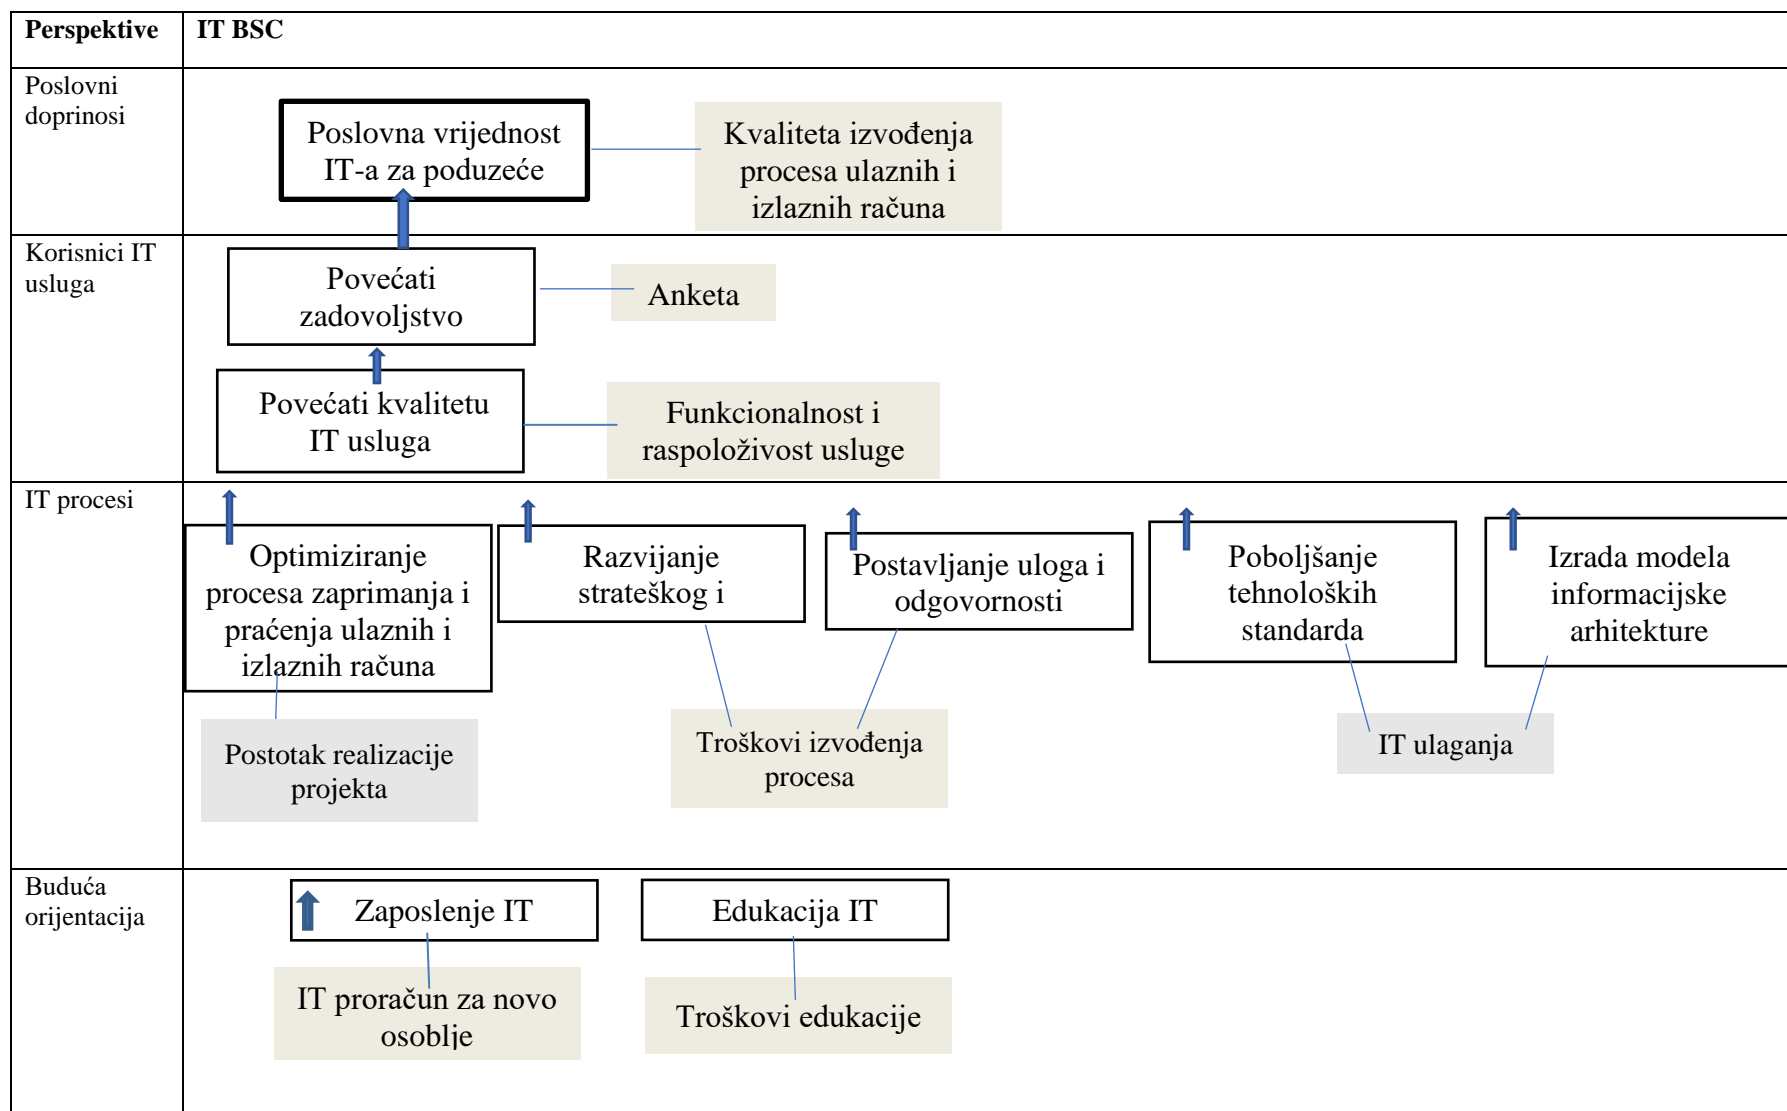 Perspektive
IT BSC
Poslovni
doprinosi
Poslovna vrijednost
IT-a za poduzeće
Kvaliteta izvođenja
procesa ulaznih i
izlaznih računa
Korisnici IT
usluga
Povećati
zadovoljstvo
Anketa
Povećati kvalitetu
IT usluga
Funkcionalnost i
raspoloživost usluge
IT procesi
Optimiziranje
procesa zaprimanja i
praćenja ulaznih i
izlaznih računa
Razvijanje
strateškog i
Postavljanje uloga i
odgovornosti
Poboljšanje
tehnoloških
standarda
Izrada modela
informacijske
arhitekture
Postotak realizacije
projekta
Troškovi izvođenja
procesa
IT ulaganja
Buduća
orijentacija
Zaposlenje IT
Edukacija IT
IT proračun za novo
osoblje
Troškovi edukacije